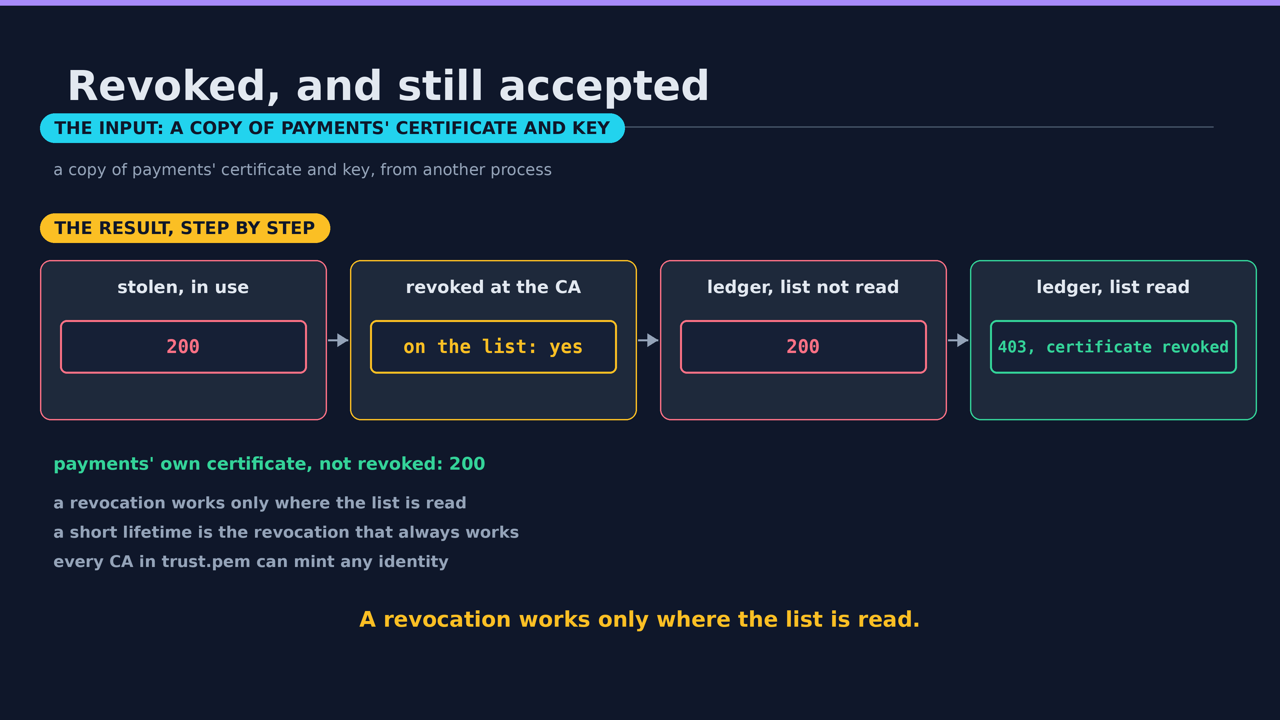 Revoked, and still accepted
THE INPUT: A COPY OF PAYMENTS' CERTIFICATE AND KEY
a copy of payments' certificate and key, from another process
THE RESULT, STEP BY STEP
stolen, in use
200
revoked at the CA
on the list: yes
ledger, list not read
200
ledger, list read
403, certificate revoked
payments' own certificate, not revoked: 200
a revocation works only where the list is read
a short lifetime is the revocation that always works
every CA in trust.pem can mint any identity
A revocation works only where the list is read.